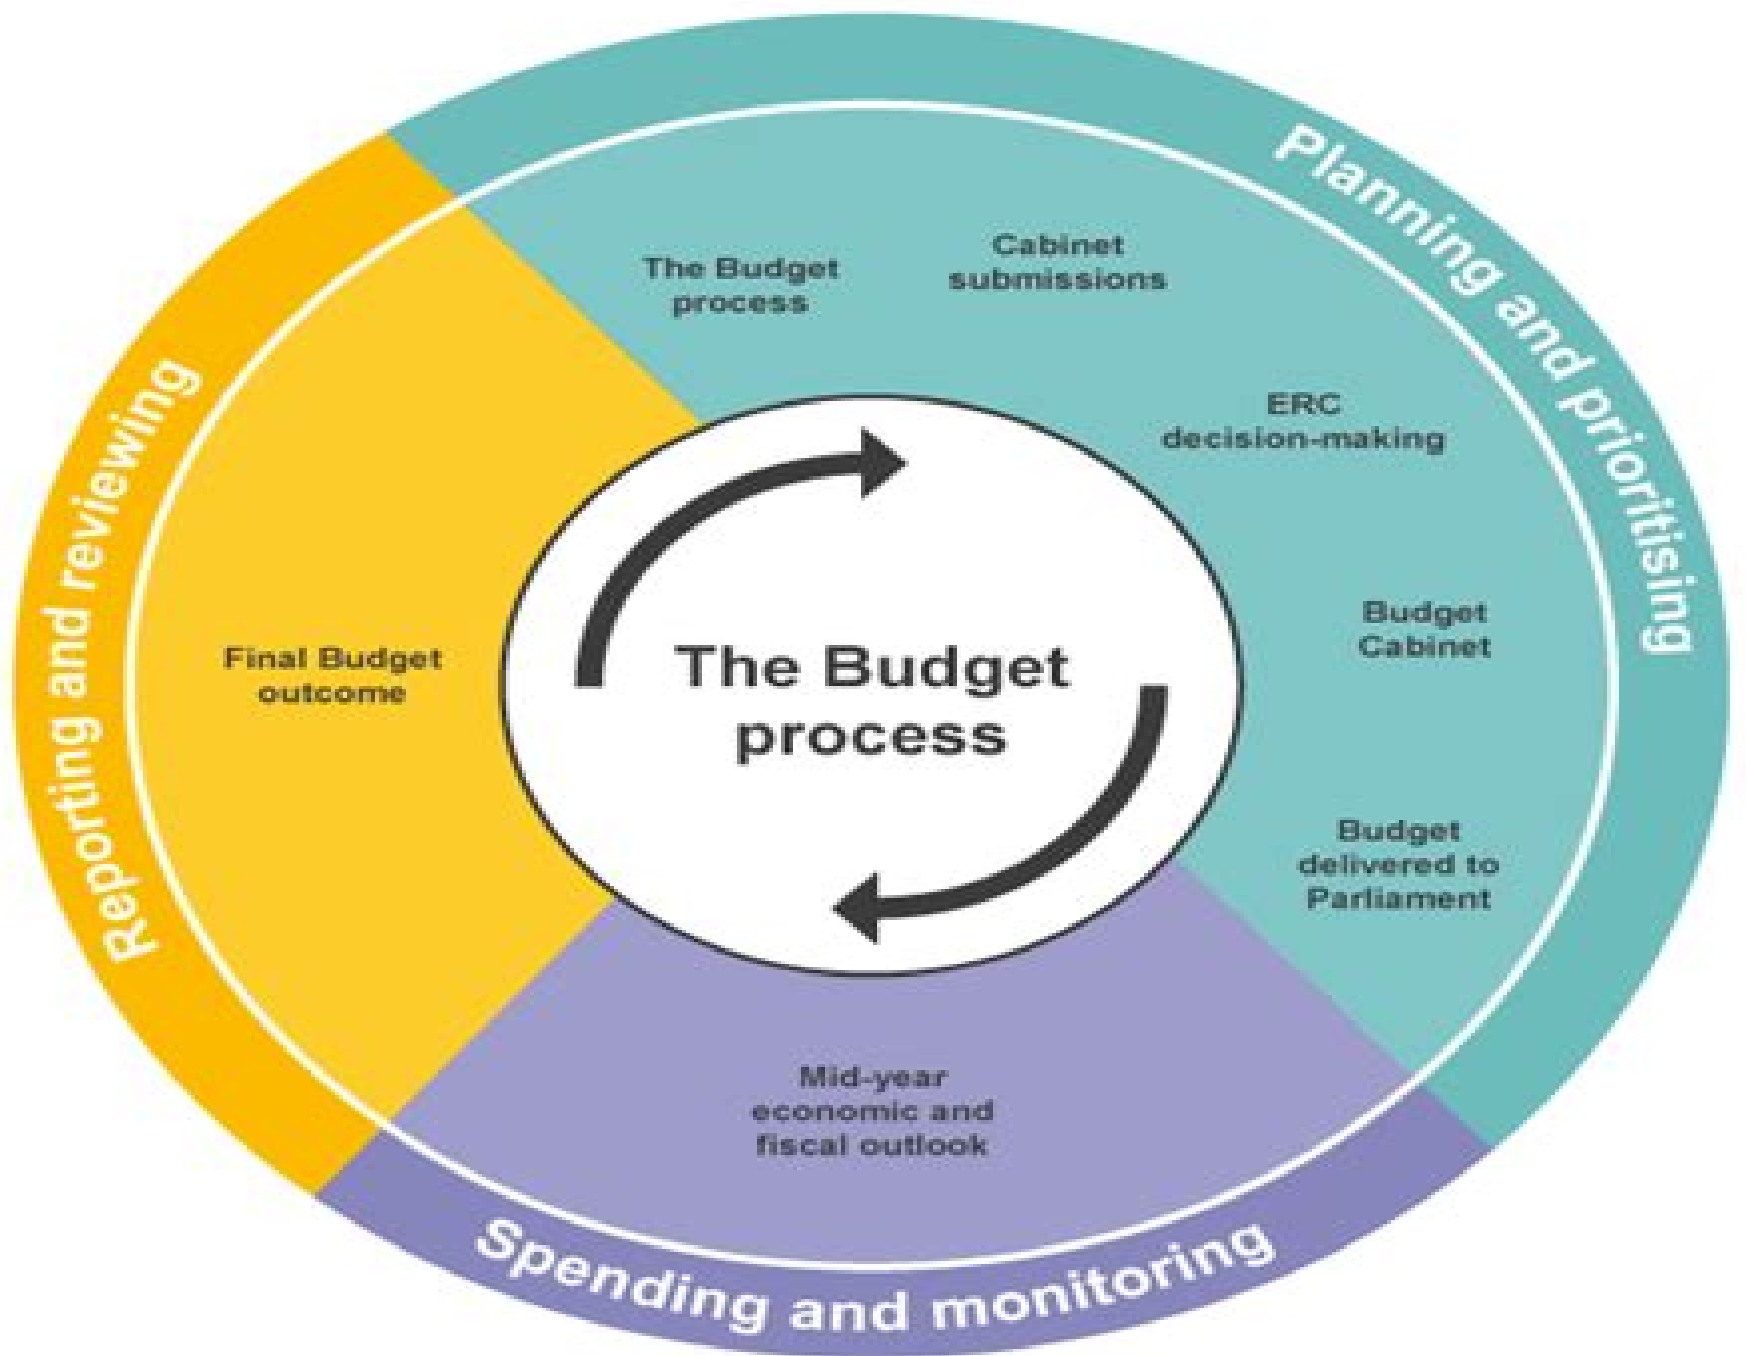 Planning and prioritising
The Budget
process
Cabinet
submissions
ERC
decision-making
Budget
Cabinet
Budget
delivered to
Parliament
Spending and monitoring
Mid-year
economic and
fiscal outlook
Reporting and reviewing
Final Budget
outcome
The Budget
process